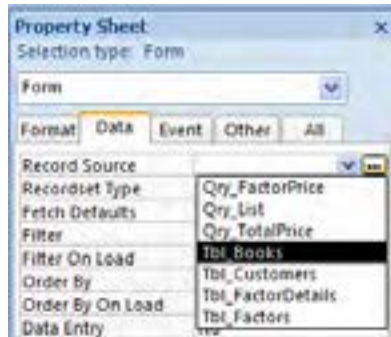 Property Sheet
Selection type: Form
Form
Format Data Event Other All
Record Source
Recordset Type Qry_FactorPrice
Fetch Defaults Qry_List
Filter Qry_TotalPrice
Filter On Load Tbl_Books
Order By Tbl_Customers
Order By On Load Tbl_FactorDetails
Data Entry Tbl_Factors